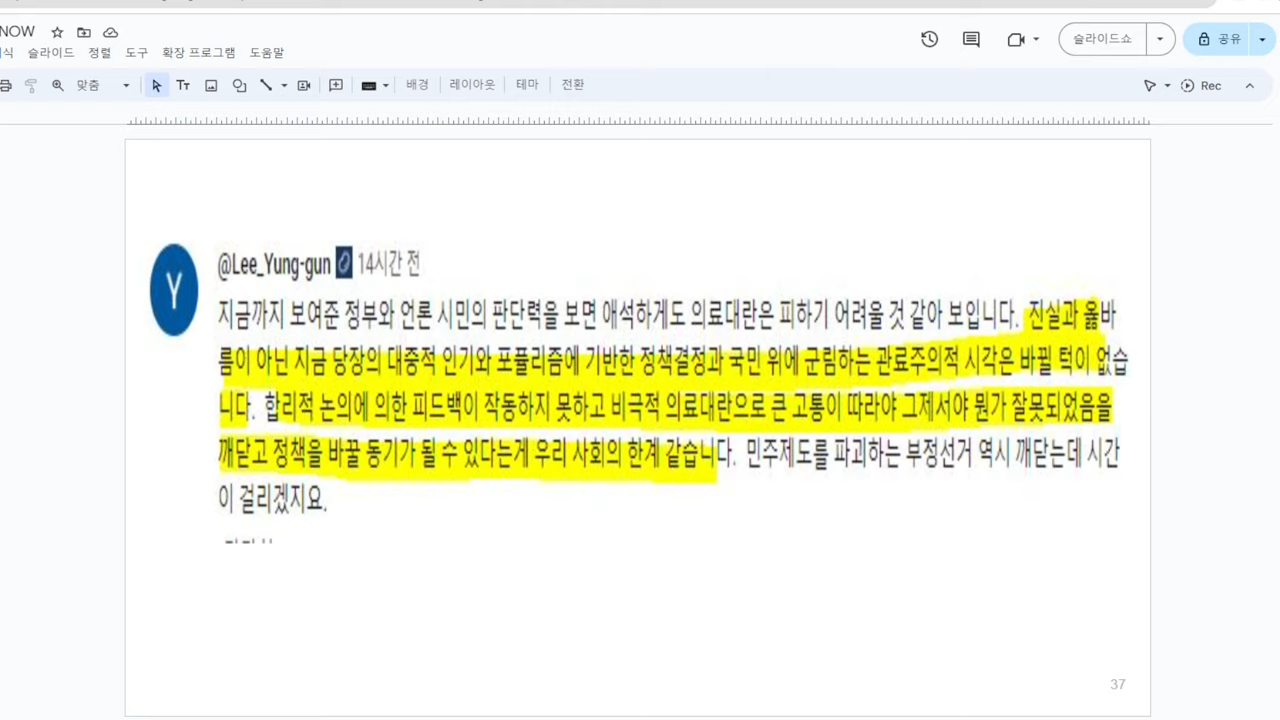 NOW
슬라이드 정렬 도구 확장 프로그램 도움말
슬라이드쇼
공유
맞춤
배경 레이아웃 테마 전환
Rec
Y
@Lee_Yung-gun 14시간 전
지금까지 보여준 정부와 언론 시민의 판단력을 보면 애석하게도 의료대란은 피하기 어려울 것 같아 보입니다. 진실과 옳바
름이 아닌 지금 당장의 대중적 인기와 포퓰리즘에 기반한 정책결정과 국민 위에 군림하는 관료주의적 시각은 바뀔 턱이 없습
니다. 합리적 논의에 의한 피드백이 작동하지 못하고 비극적 의료대란으로 큰 고통이 따라야 그제서야 뭔가 잘못되었음을
깨닫고 정책을 바꿀 동기가 될 수 있다는게 우리 사회의 한계 같습니다. 민주제도를 파괴하는 부정선거 역시 깨닫는데 시간
이 걸리겠지요.
37